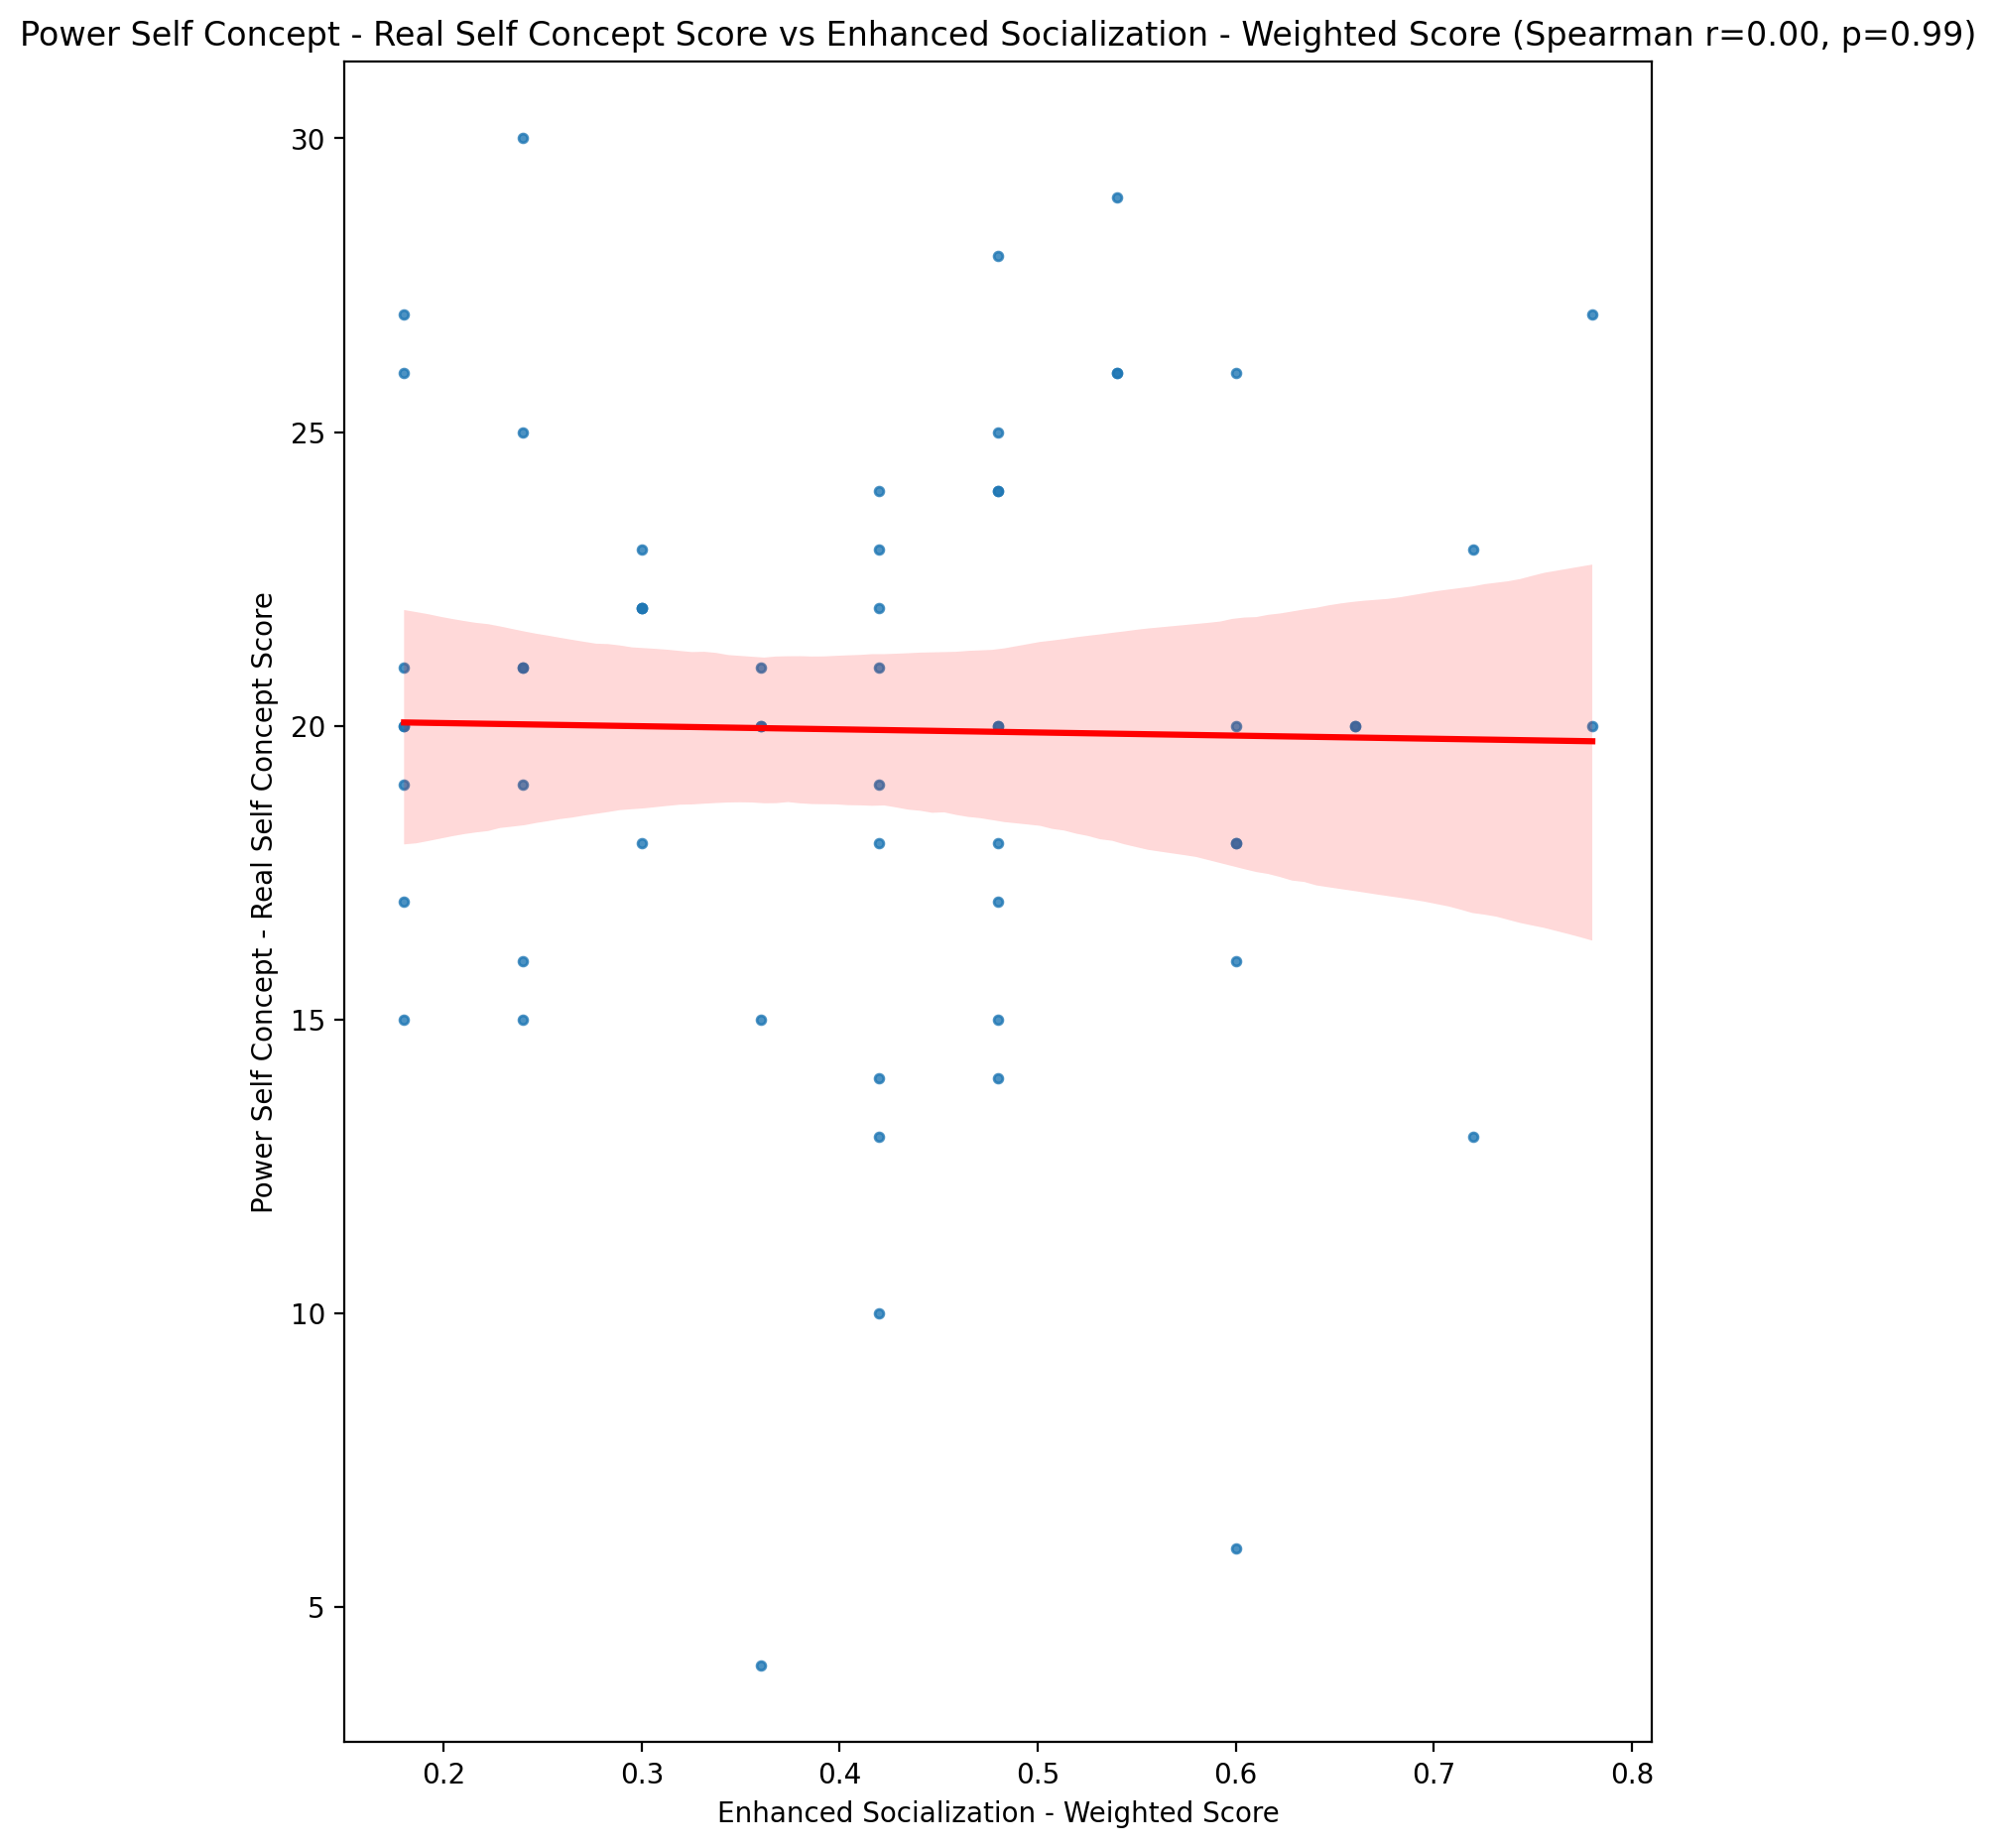 Power Self Concept - Real Self Concept Score vs Enhanced Socialization - Weighted Score (Spearman r=0.00, p=0.99)
Power Self Concept - Real Self Concept Score
30
25
20
15
10
5
0.2 0.3 0.4 0.5 0.6 0.7 0.8
Enhanced Socialization - Weighted Score